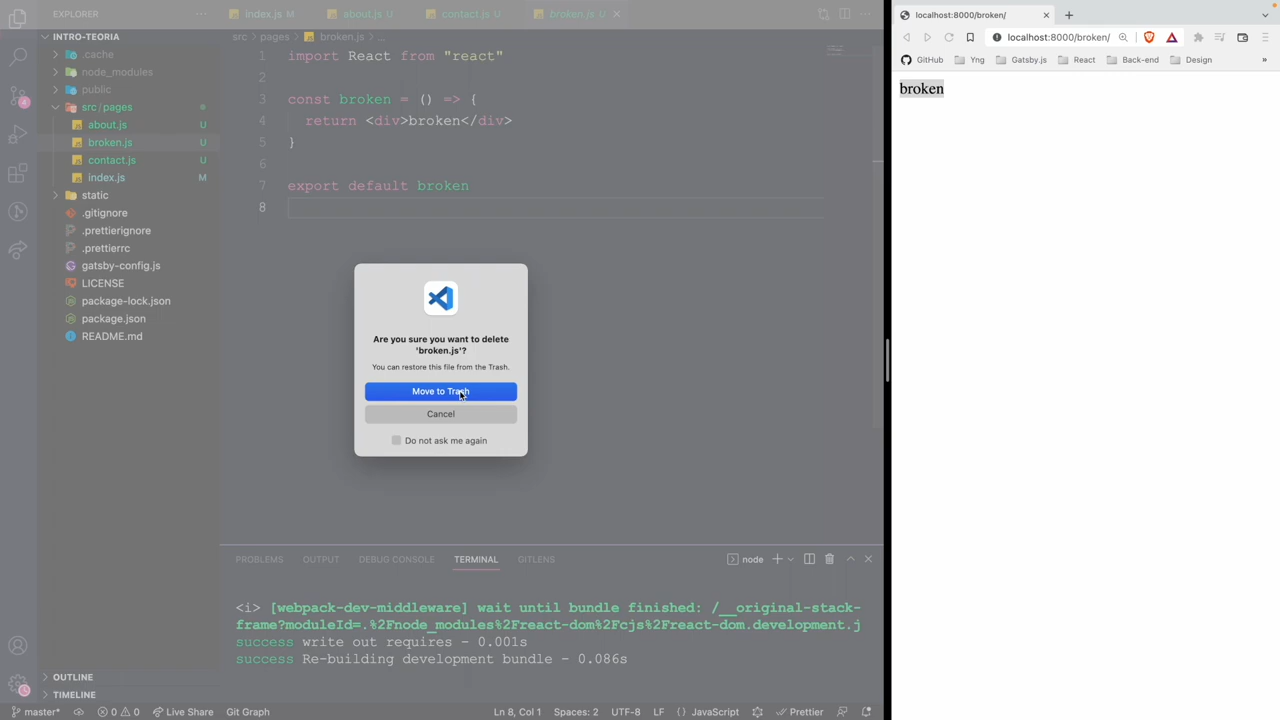 EXPLORER
INTRO-TEORIA
.cache
node_modules
public
src/pages
about.js U
broken.js U
contact.js U
index.js M
static
.gitignore
.prettierignore
.prettierrc
gatsby-config.js
LICENSE
package-lock.json
package.json
README.md
OUTLINE
TIMELINE
4
index.js M
about.js U
contact.js U
broken.js U
src > pages > broken.js > ...
1 import React from "react"
2
3 const broken = () => {
4 return <div>broken</div>
5 }
6
7 export default broken
8
Are you sure you want to delete
'broken.js'?
You can restore this file from the Trash.
Move to Trash
Cancel
Do not ask me again
PROBLEMS OUTPUT DEBUG CONSOLE TERMINAL GITLENS
node
<i> [webpack-dev-middleware] wait until bundle finished: /__original-stack-
frame?moduleId=.%2Fnode_modules%2Freact-dom%2Fcjs%2Freact-dom.development.j
success write out requires - 0.001s
success Re-building development bundle - 0.086s
master* 0 0 Live Share Git Graph Ln 8, Col 1 Spaces: 2 UTF-8 LF {} JavaScript Prettier
localhost:8000/broken/
localhost:8000/broken/
GitHub Yng Gatsby.js React Back-end Design »
broken